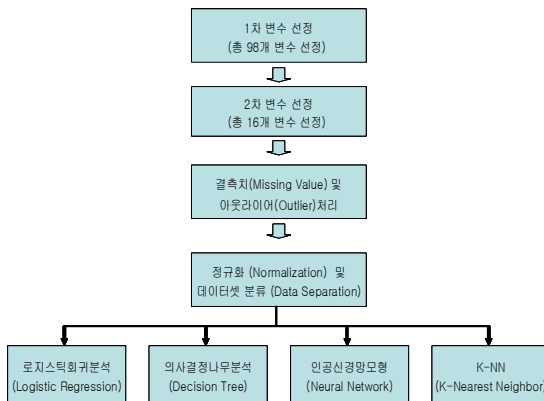 1차 변수 선정
(총 98개 변수 선정)
2차 변수 선정
(총 16개 변수 선정)
결측치(Missing Value) 및
아웃라이어(Outlier)처리
정규화 (Normalization) 및
데이터셋 분류 (Data Separation)
로지스틱회귀분석
(Logistic Regression)
의사결정나무분석
(Decision Tree)
인공신경망모형
(Neural Network)
K-NN
(K-Nearest Neighbor)